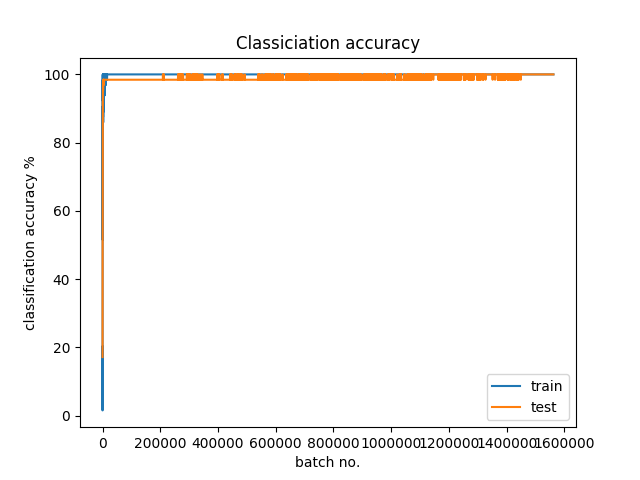 Classiciation accuracy
classification accuracy %
100
80
60
40
20
0
train
test
0 200000 400000 600000 800000 1000000 1200000 1400000 1600000
batch no.